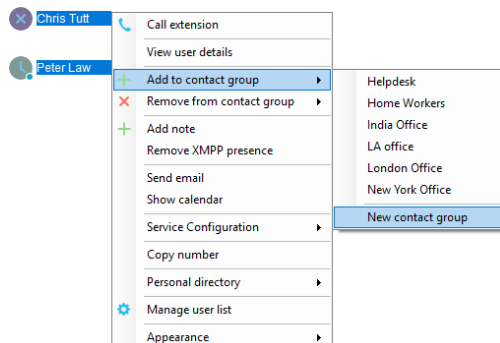 Chris Tutt
Peter Law
Call extension
View user details
Add to contact group
Remove from contact group
Add note
Remove XMPP presence
Send email
Show calendar
Service Configuration
Copy number
Personal directory
Manage user list
Appearance
Helpdesk
Home Workers
India Office
LA office
London Office
New York Office
New contact group